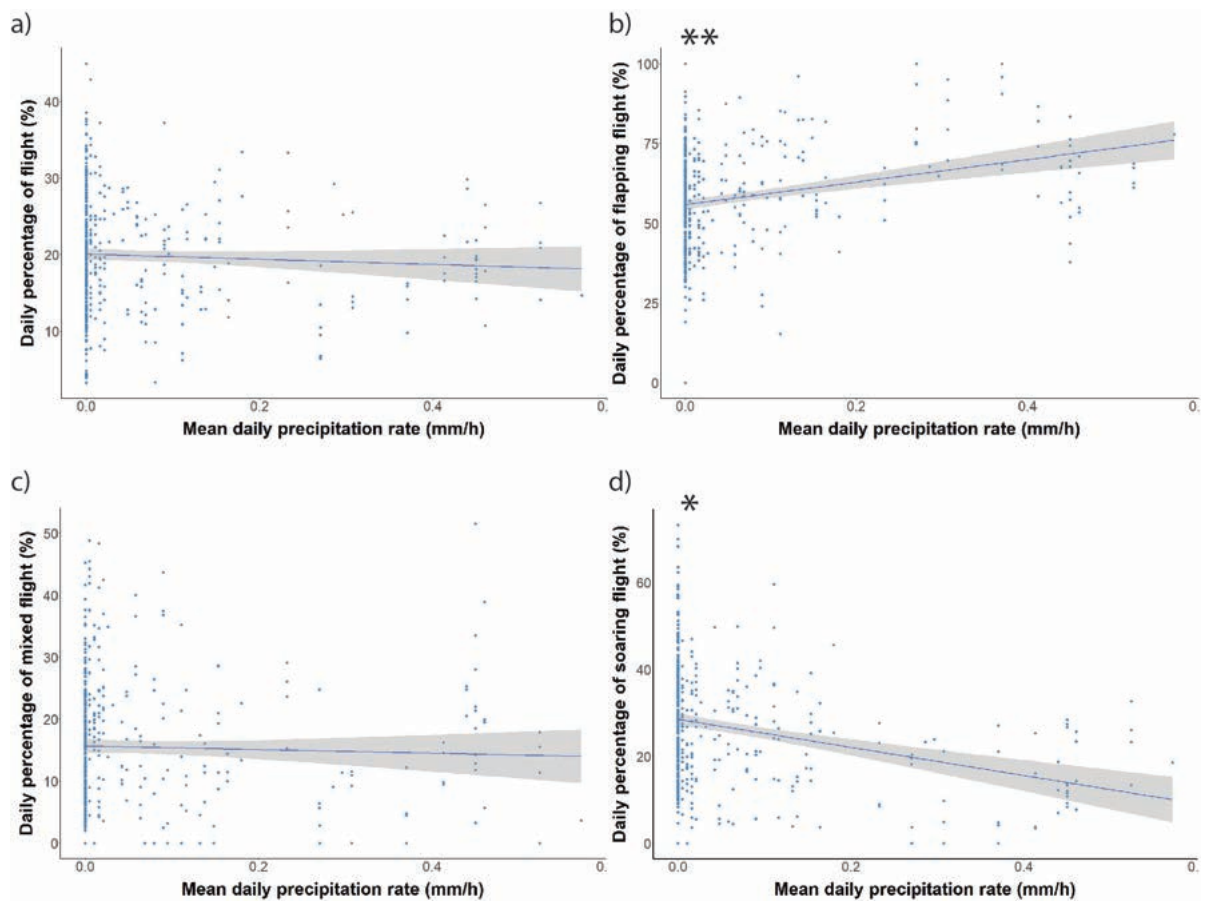 a)
Daily percentage of flight (%)
40
30
20
10
0.0 0.2 0.4 0.
Mean daily precipitation rate (mm/h)
b)
**
Daily percentage of flapping flight (%)
100
75
50
25
0
0.0 0.2 0.4 0.
Mean daily precipitation rate (mm/h)
c)
Daily percentage of mixed flight (%)
50
40
30
20
10
0
0.0 0.2 0.4 0.
Mean daily precipitation rate (mm/h)
d)
*
Daily percentage of soaring flight (%)
60
40
20
0
0.0 0.2 0.4 0.
Mean daily precipitation rate (mm/h)